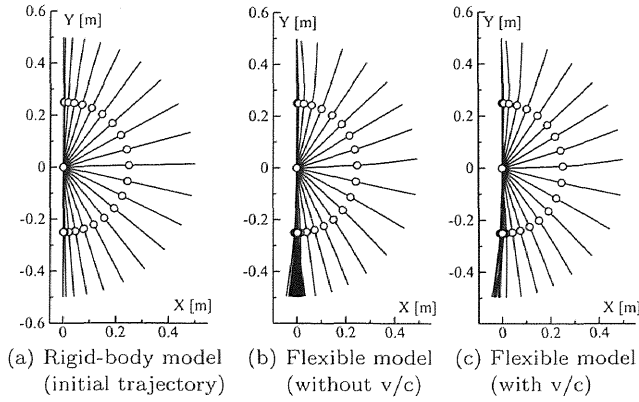 0.6
Y [m]
0.4
0.2
0
-0.2
-0.4
-0.6
X [m]
0 0.2 0.4
0.6
Y [m]
0.4
0.2
0
-0.2
-0.4
X [m]
0 0.2 0.4
0.6
Y [m]
0.4
0.2
0
-0.2
-0.4
X [m]
0 0.2 0.4
(a) Rigid-body model
(initial trajectory)
(b) Flexible model
(without v/c)
(c) Flexible model
(with v/c)